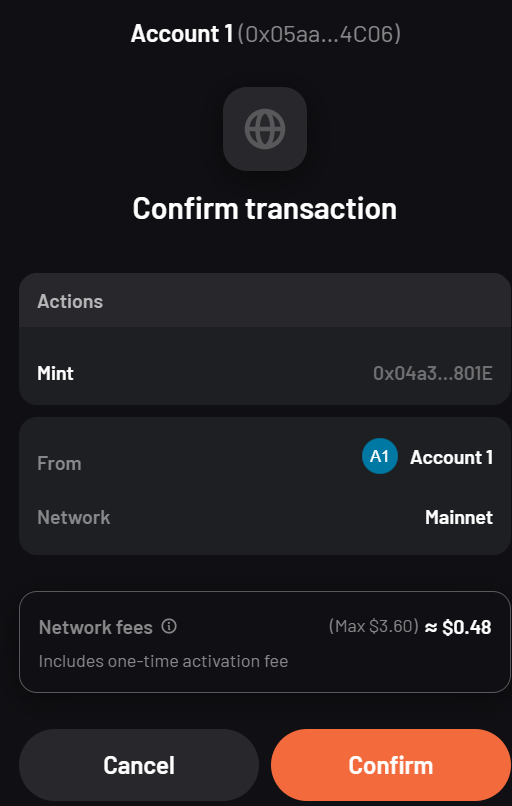 Account 1 (0x05aa...4C06)
Confirm transaction
Actions
Mint 0x04a3...801E
From A1 Account 1
Network Mainnet
Network fees (Max $3.60) ≈ $0.48
Includes one-time activation fee
Cancel Confirm